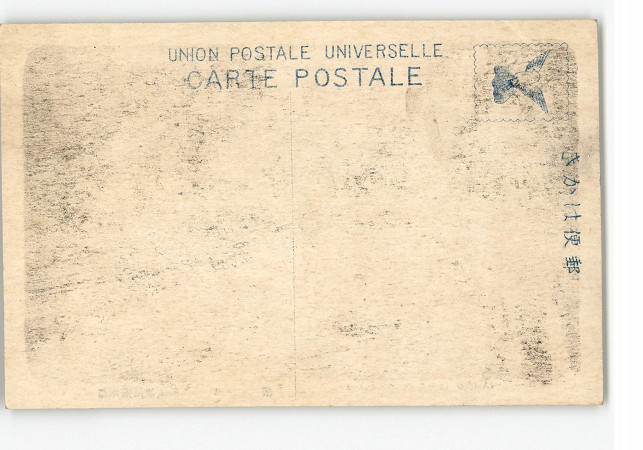 UNION POSTALE UNIVERSELLE
CARTE POSTALE
きかは便郵